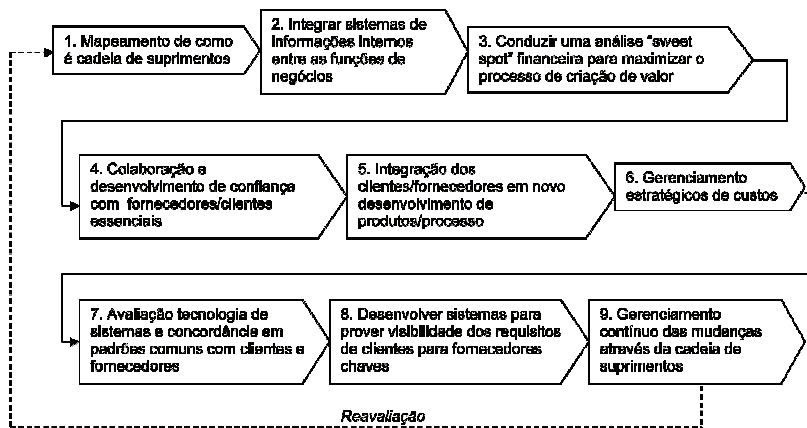 1. Mapeamento de como
é cadeia de suprimentos
2. Integrar sistemas de
informações internos
entre as funções de
negócios
3. Conduzir uma análise “sweet
spot” financeira para maximizar o
processo de criação de valor
4. Colaboração e
desenvolvimento de confiança
com fornecedores/clientes
essenciais
5. Integração dos
clientes/fornecedores em novo
desenvolvimento de
produtos/processo
6. Gerenciamento
estratégicos de custos
7. Avaliação tecnologia de
sistemas e concordância em
padrões comuns com clientes e
fornecedores
8. Desenvolver sistemas para
prover visibilidade dos requisitos
de clientes para fornecedores
chaves
9. Gerenciamento
contínuo das mudanças
através da cadeia de
suprimentos
Reavaliação